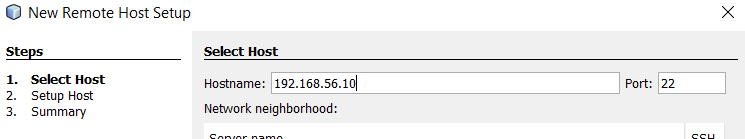 New Remote Host Setup
Steps
Select Host
1. Select Host
Hostname: 192.168.56.10 Port: 22
2. Setup Host
3. Summary
Network neighborhood:
Server name SSH